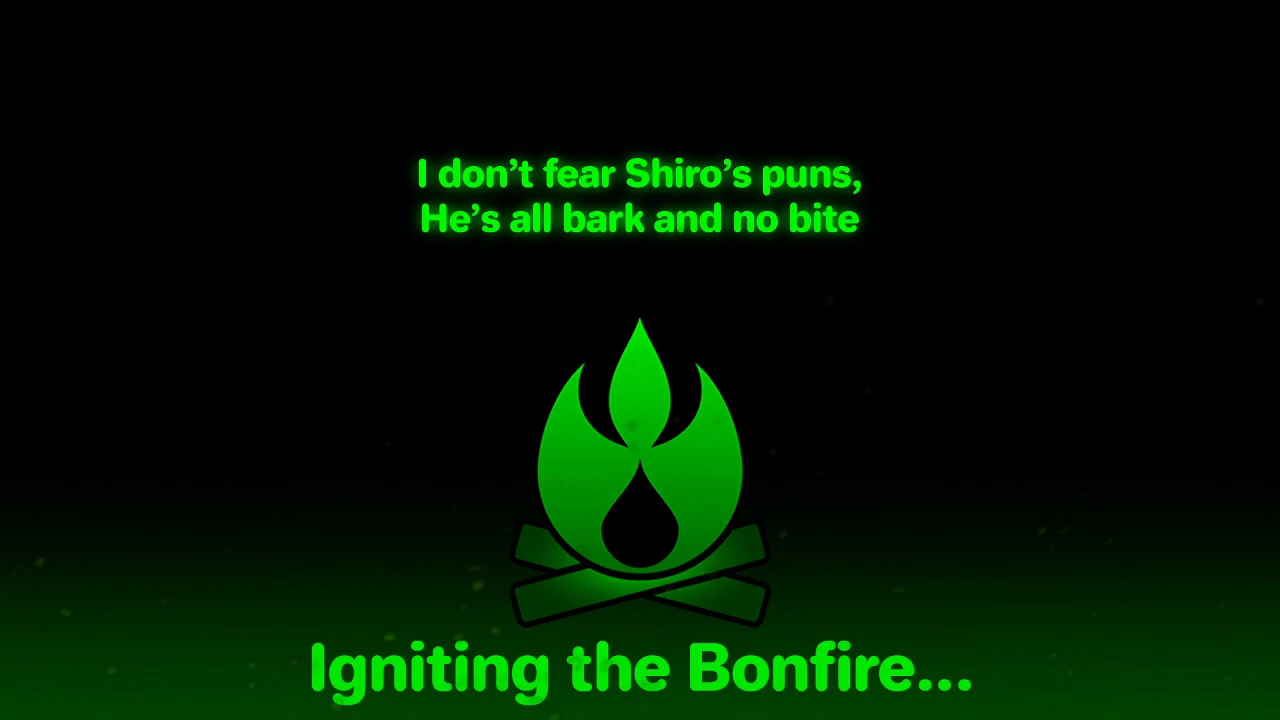 I don’t fear Shiro’s puns,
He’s all bark and no bite
Igniting the Bonfire...